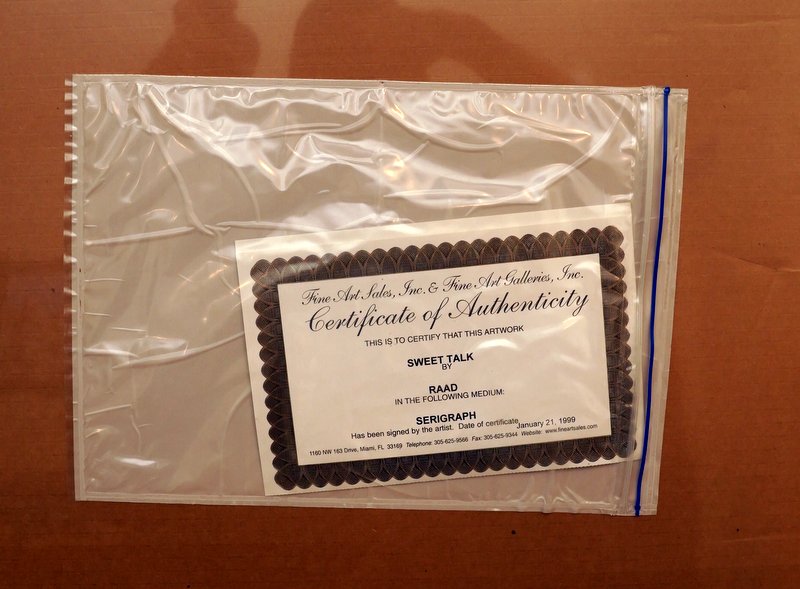 Fine Art Sales, Inc. & Fine Art Galleries, Inc.
Certificate of Authenticity
THIS IS TO CERTIFY THAT THIS ARTWORK
SWEET TALK
BY
RAAD
IN THE FOLLOWING MEDIUM:
SERIGRAPH
Has been signed by the artist. Date of certificate January 21, 1999
1160 NW 163 Drive, Miami, FL 33169 Telephone: 305-625-9566 Fax: 305-625-9344 Website: www.fineartsales.com